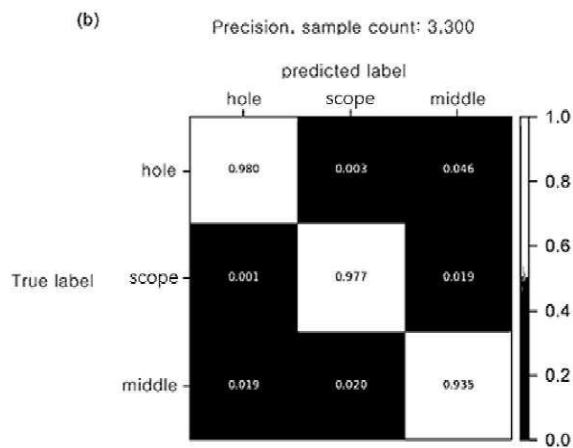 (b)
Precision, sample count: 3,300
predicted label
hole scope middle
1.0
hole 0.980 0.003 0.046
0.8
0.6
True label scope 0.001 0.977 0.019
0.4
0.2
middle 0.019 0.020 0.935
0.0